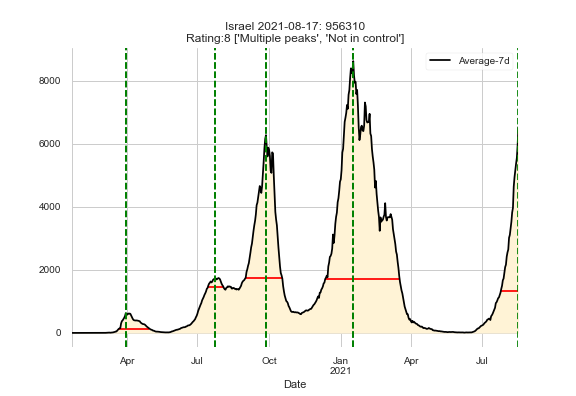 Israel 2021-08-17: 956310
Rating:8 ['Multiple peaks', 'Not in control']
Average-7d
8000
6000
4000
2000
0
Apr
Jul
Oct
Jan
2021
Apr
Jul
Date